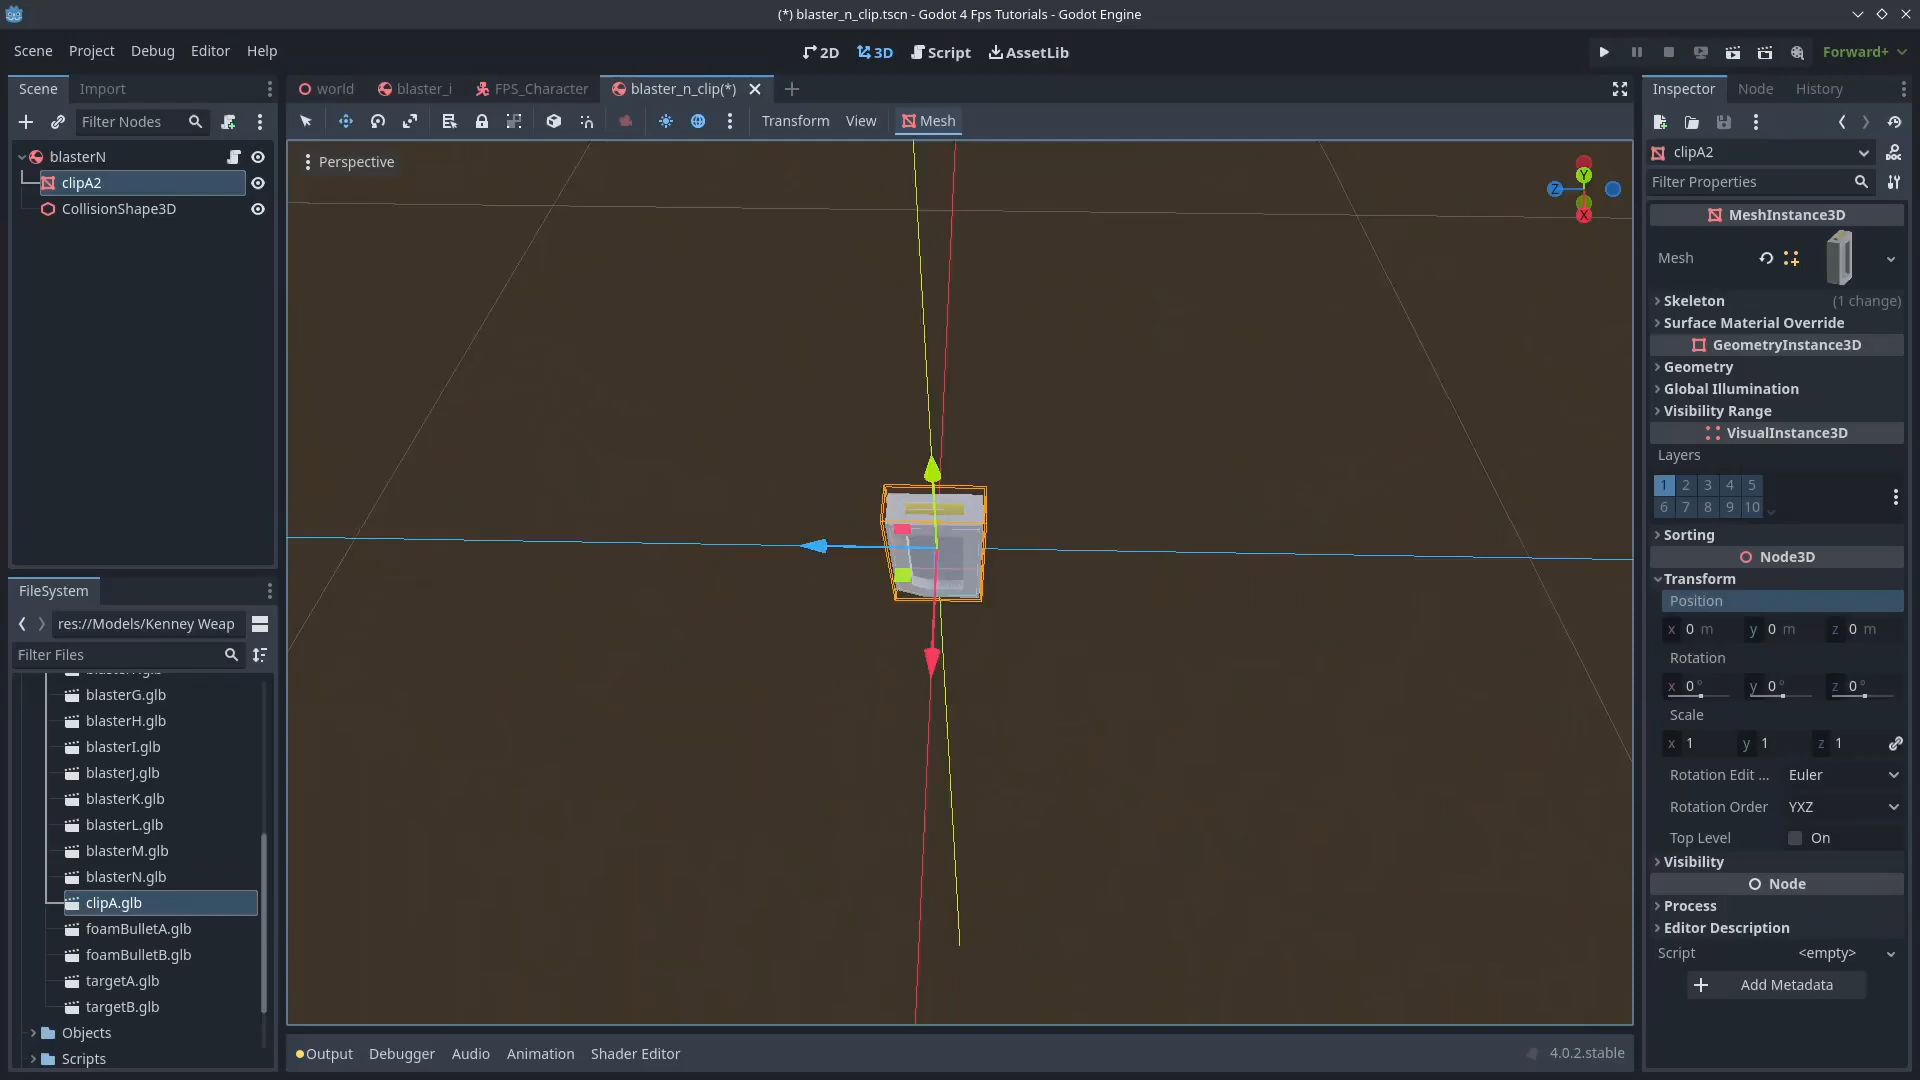 (*) blaster_n_clip.tscn - Godot 4 Fps Tutorials - Godot Engine
Scene Project Debug Editor Help
2D 3D Script AssetLib
Forward+
Scene Import
world blaster_i FPS_Character blaster_n_clip(*)
Inspector Node History
Filter Nodes
Transform View Mesh
blasterN
clipA2
CollisionShape3D
Perspective
Y
Z
X
clipA2
Filter Properties
MeshInstance3D
Mesh
Skeleton (1 change)
Surface Material Override
GeometryInstance3D
Geometry
Global Illumination
Visibility Range
VisualInstance3D
Layers
1 2 3 4 5
6 7 8 9 10
Sorting
Node3D
Transform
Position
x 0 m y 0 m z 0 m
Rotation
x 0 ° y 0 ° z 0 °
Scale
x 1 y 1 z 1
Rotation Edit ... Euler
Rotation Order YXZ
Top Level On
Visibility
Node
Process
Editor Description
Script <empty>
Add Metadata
FileSystem
res://Models/Kenney Weap
Filter Files
blasterG.glb
blasterH.glb
blasterI.glb
blasterJ.glb
blasterK.glb
blasterL.glb
blasterM.glb
blasterN.glb
clipA.glb
foamBulletA.glb
foamBulletB.glb
targetA.glb
targetB.glb
Objects
Scripts
Output Debugger Audio Animation Shader Editor
4.0.2.stable